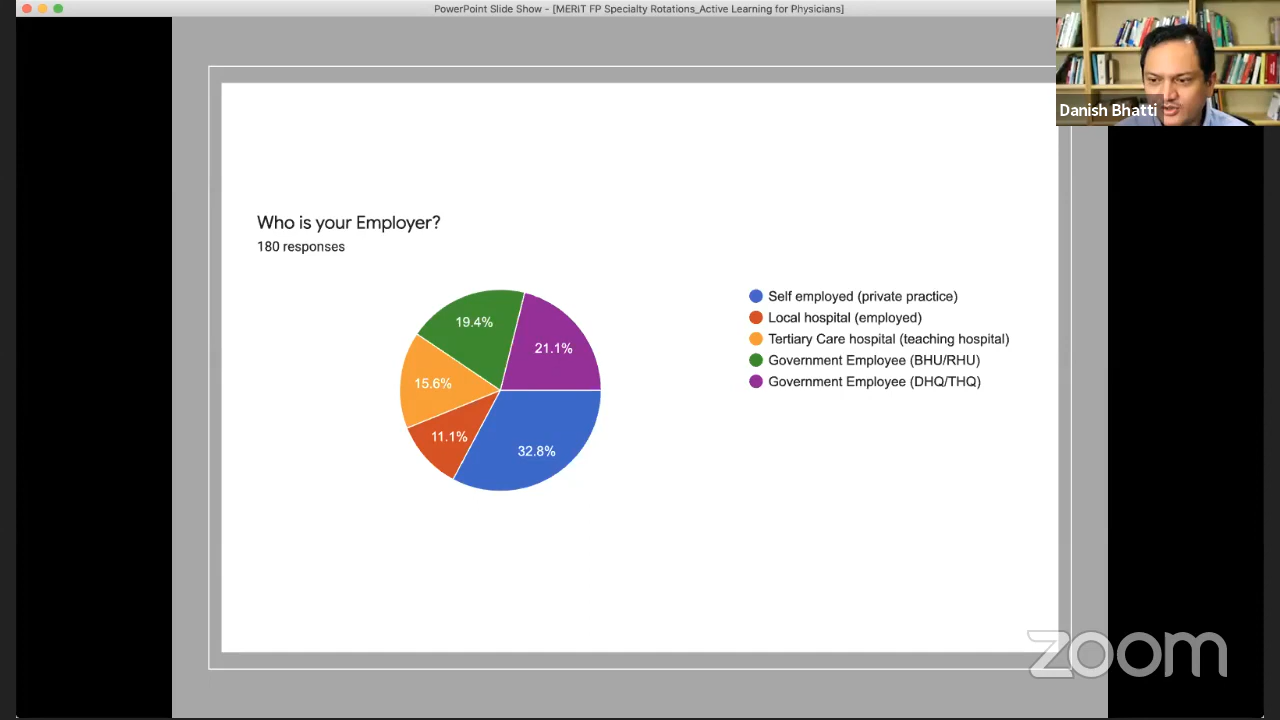 PowerPoint Slide Show - [MERIT FP Specialty Rotations_Active Learning for Physicians]
Danish Bhatti
Who is your Employer?
180 responses
19.4%
21.1%
15.6%
11.1%
32.8%
Self employed (private practice)
Local hospital (employed)
Tertiary Care hospital (teaching hospital)
Government Employee (BHU/RHU)
Government Employee (DHQ/THQ)
zoom